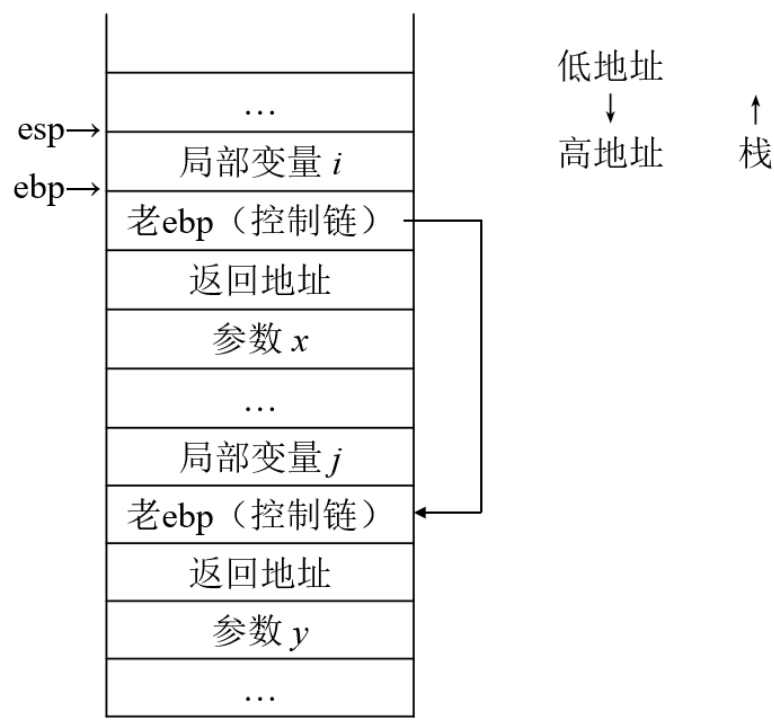 …
esp→
局部变量 i
ebp→
老ebp（控制链）
返回地址
参数 x
…
局部变量 j
老ebp（控制链）
返回地址
参数 y
…
低地址
↓
高地址
↑
栈